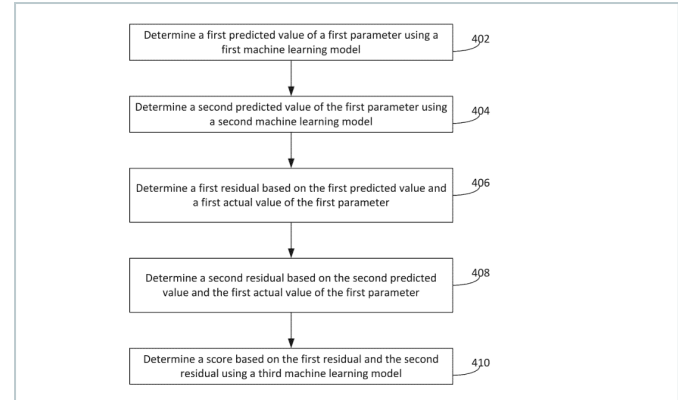 Determine a first predicted value of a first parameter using a
first machine learning model
402
Determine a second predicted value of the first parameter using
a second machine learning model
404
Determine a first residual based on the first predicted value and
a first actual value of the first parameter
406
Determine a second residual based on the second predicted
value and the first actual value of the first parameter
408
Determine a score based on the first residual and the second
residual using a third machine learning model
410